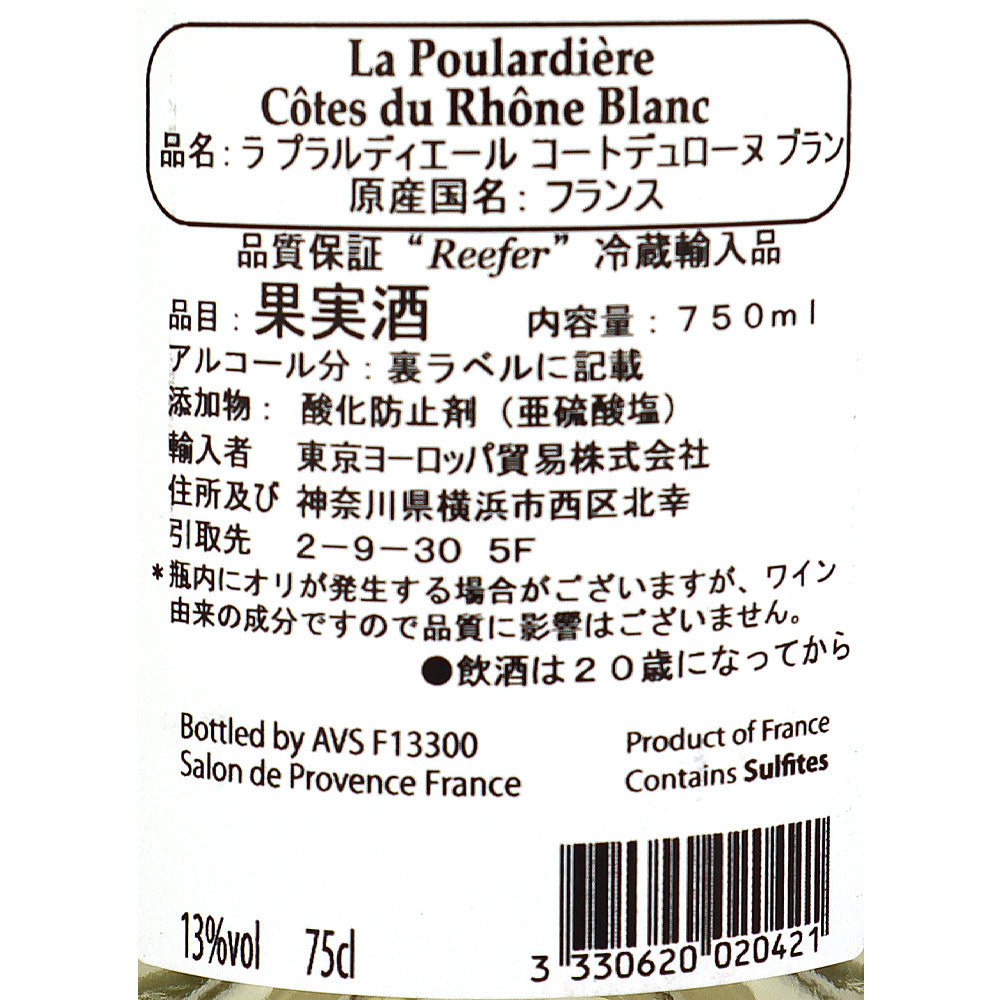 La Poulardière
Côtes du Rhône Blanc
品名：ラ プラルディエール コートデュローヌ ブラン
原産国名：フランス
品質保証 “Reefer” 冷蔵輸入品
品目：果実酒 内容量：７５０ｍｌ
アルコール分：裏ラベルに記載
添加物： 酸化防止剤（亜硫酸塩）
輸入者 東京ヨーロッパ貿易株式会社
住所及び 神奈川県横浜市西区北幸
引取先 2－9－30 5F
*瓶内にオリが発生する場合がございますが、ワイン
由来の成分ですので品質に影響はございません。
●飲酒は２０歳になってから
Bottled by AVS F13300 Product of France
Salon de Provence France Contains Sulfites
13%vol 75cl
3 330620 020421